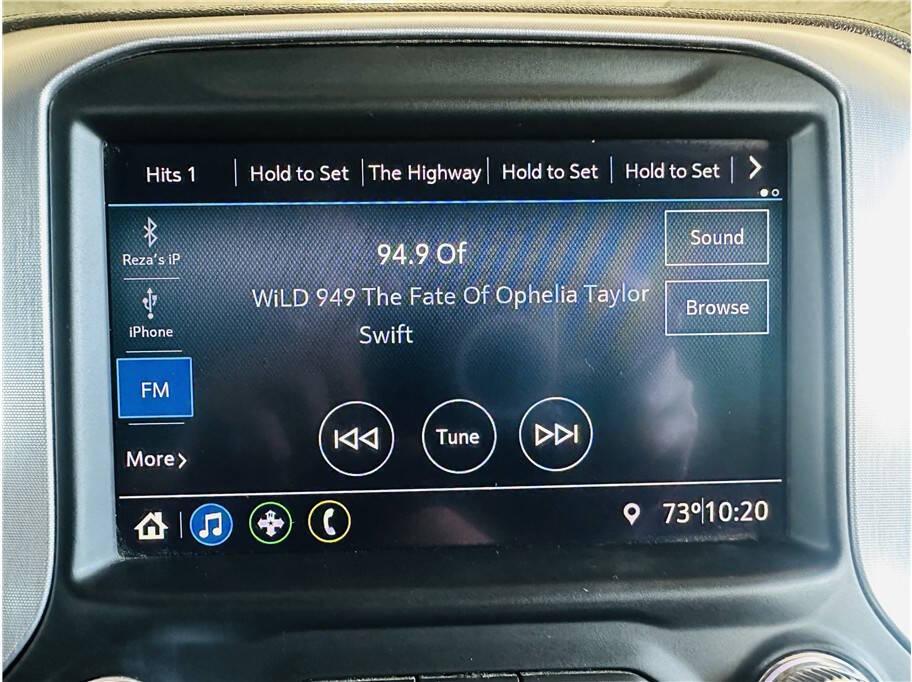 Hits 1 Hold to Set The Highway Hold to Set Hold to Set
Reza's iP
iPhone
FM
More
94.9 Of
WiLD 949 The Fate Of Ophelia Taylor
Swift
Sound
Browse
Tune
73º 10:20